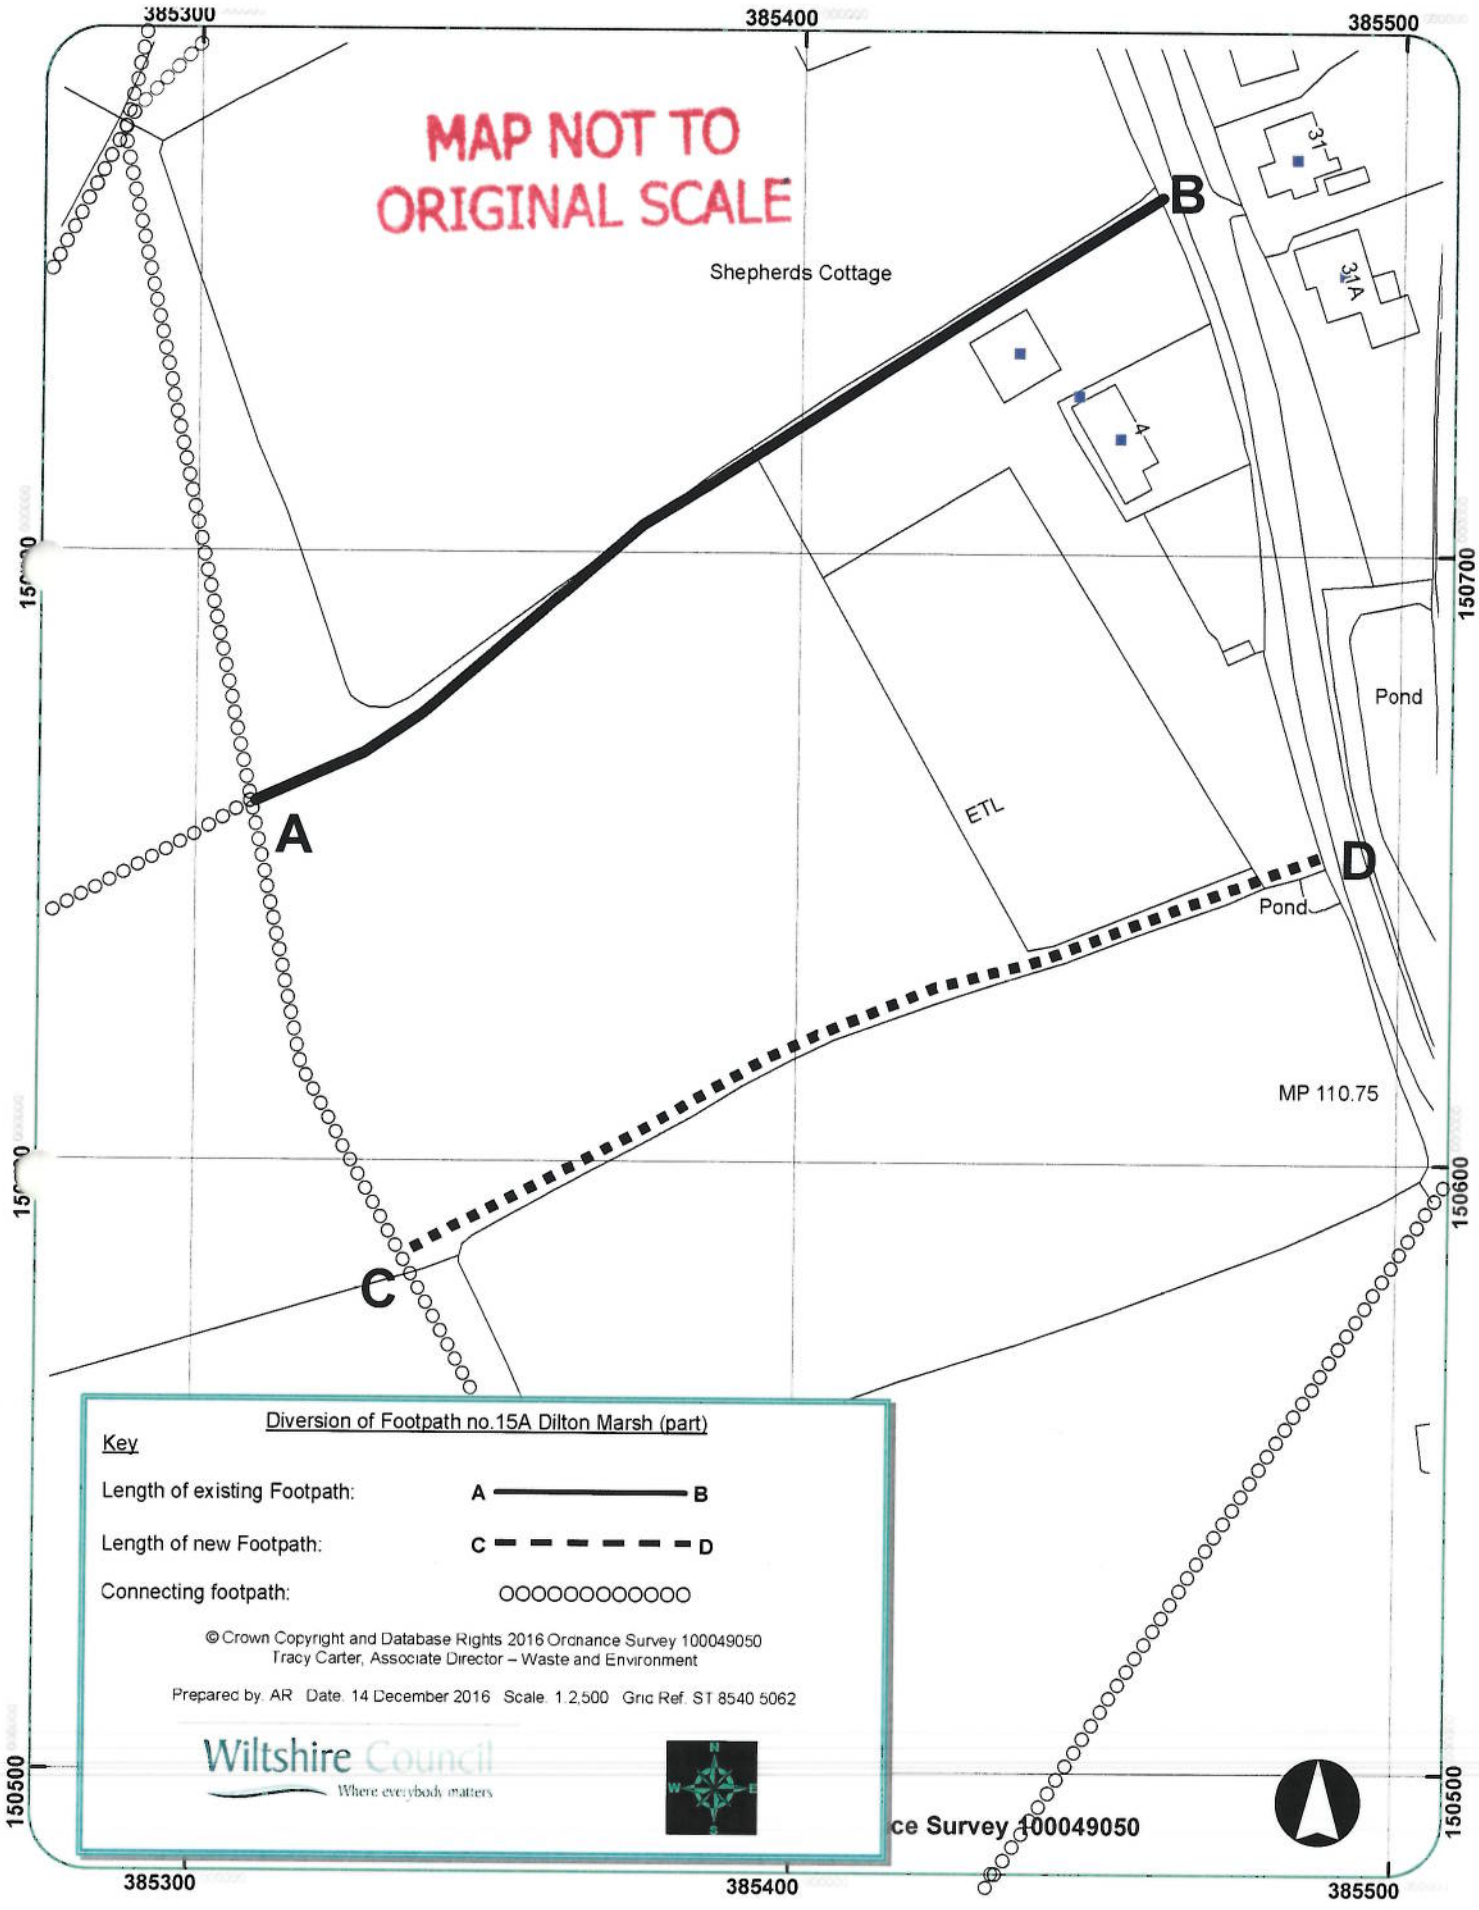 385300
385400
385500
MAP NOT TO
ORIGINAL SCALE
B
31
31A
Shepherds Cottage
4
150700
Pond
A
ETL
D
Pond
MP 110.75
150600
C
Diversion of Footpath no.15A Dilton Marsh (part)
Key
Length of existing Footpath: A B
Length of new Footpath: C D
Connecting footpath:
© Crown Copyright and Database Rights 2016 Ordnance Survey 100049050
Tracy Carter, Associate Director – Waste and Environment
Prepared by. AR Date. 14 December 2016 Scale. 1.2,500 Grid Ref. ST 8540 5062
Wiltshire Council
Where everybody matters
N
W E
S
ce Survey 100049050
150500
150500
385300
385400
385500